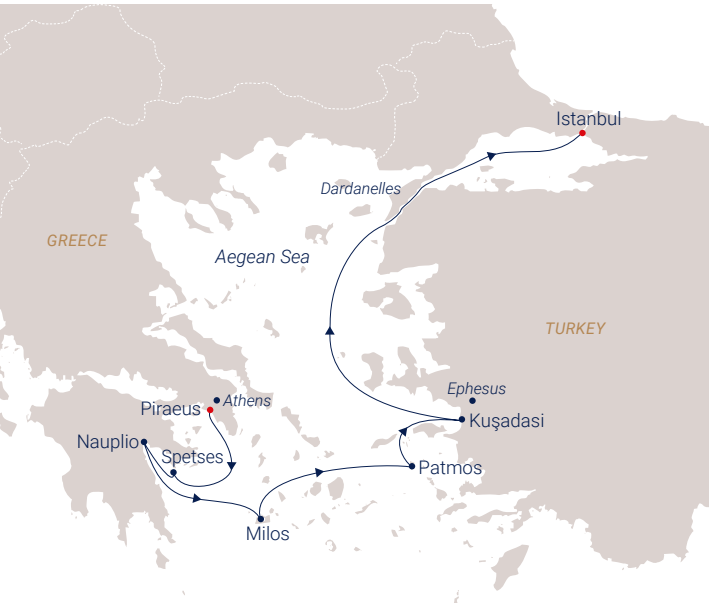 Istanbul
Dardanelles
GREECE
Aegean Sea
TURKEY
Ephesus
Athens
Piraeus
Kuşadasi
Nauplio
Spetses
Patmos
Milos